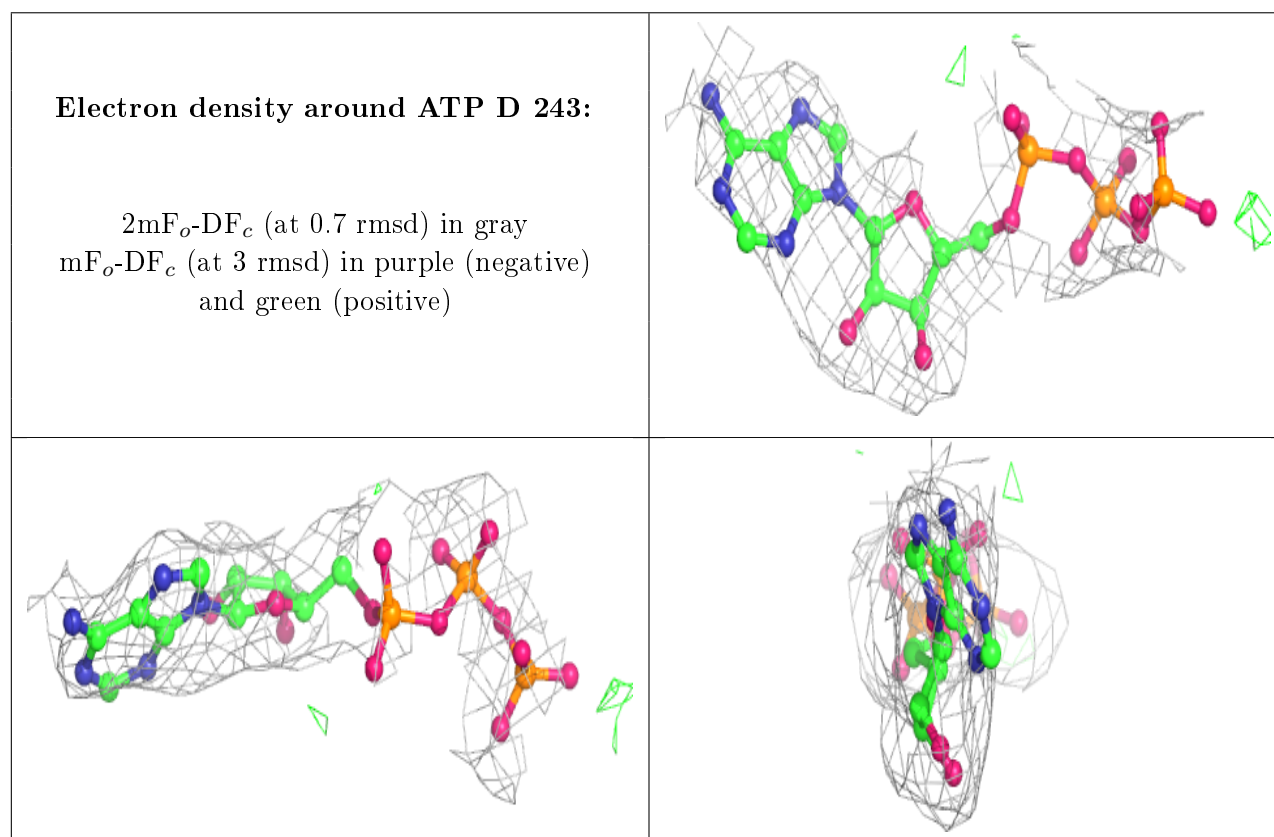 Electron density around ATP D 243:
2mFo-DFc (at 0.7 rmsd) in gray
mFo-DFc (at 3 rmsd) in purple (negative)
and green (positive)